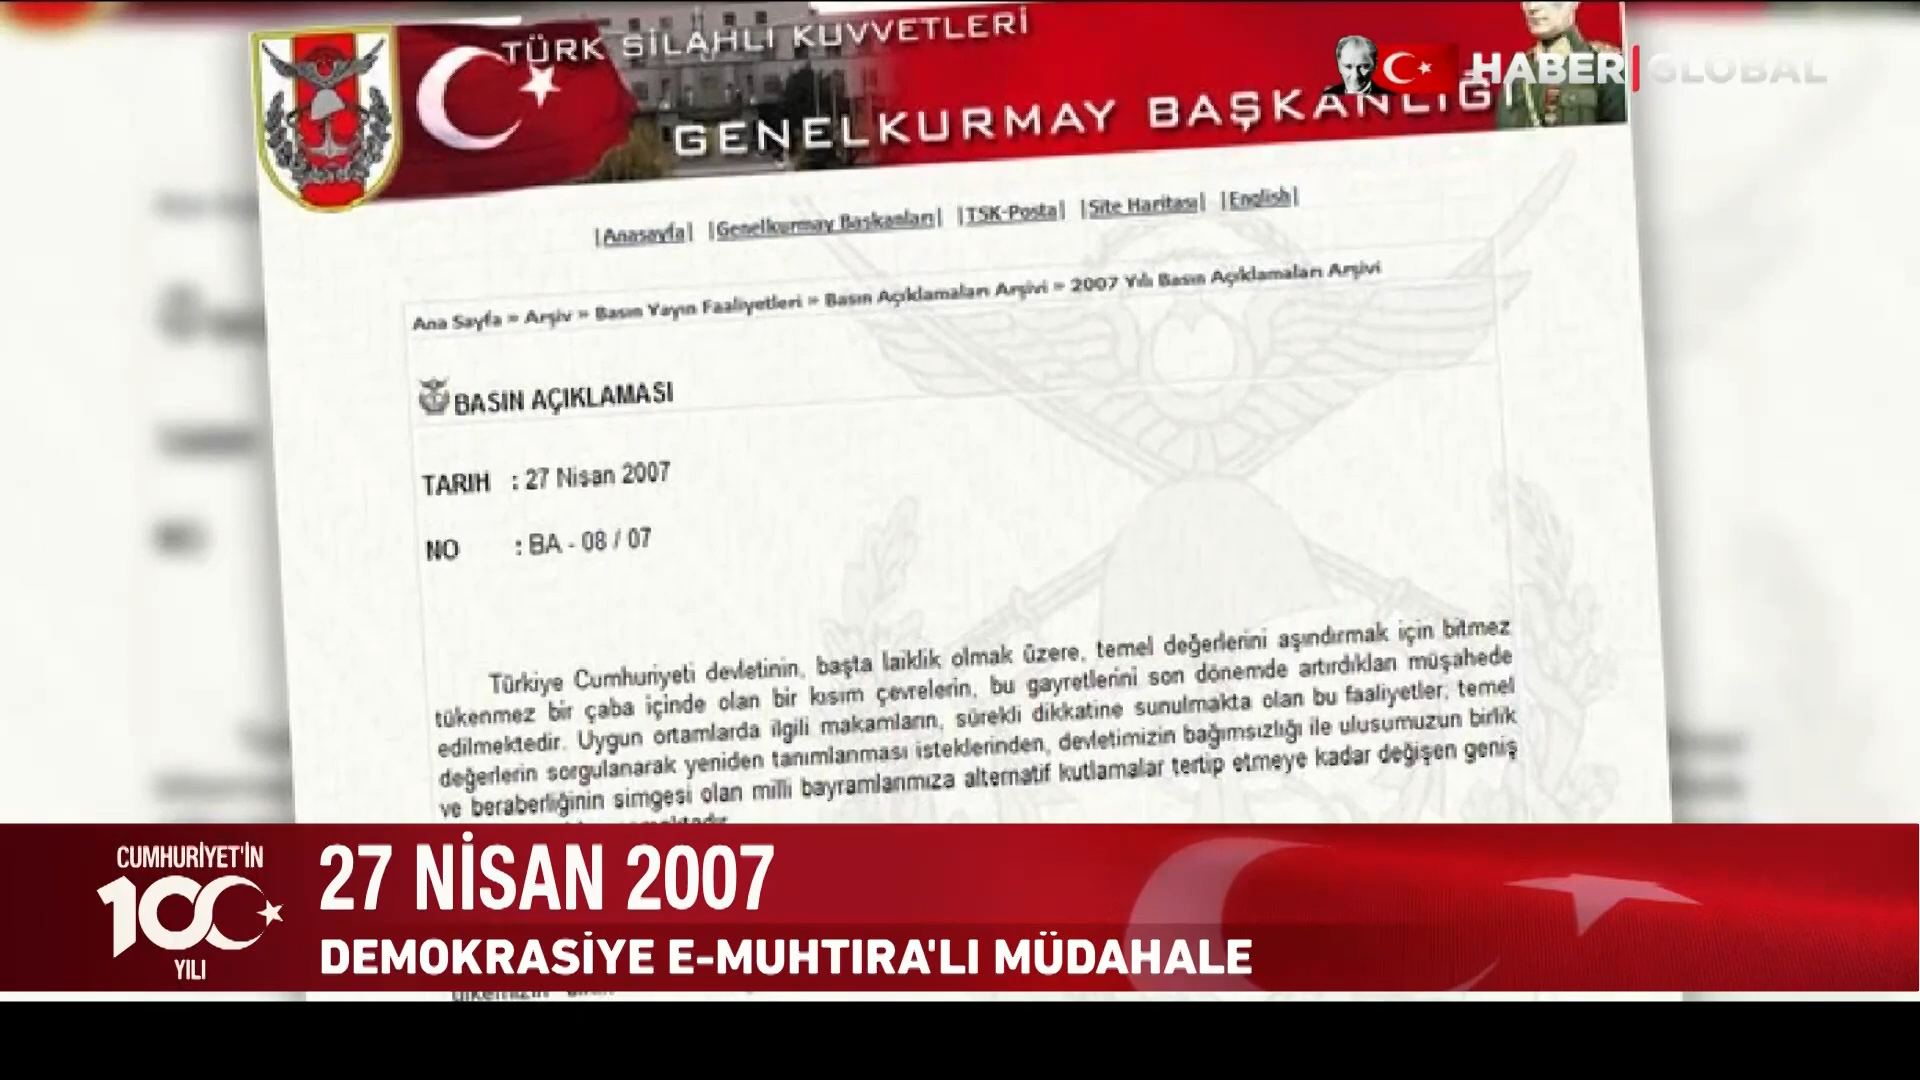 TÜRK SİLAHLI KUVVETLERİ
GENELKURMAY BAŞKANLIĞI
HABER GLOBAL
|Anasayfa| |Genelkurmay Başkanları| |TSK-Posta| |Site Haritası| |English|
Ana Sayfa » Arşiv » Basın Yayın Faaliyetleri » Basın Açıklamaları Arşivi » 2007 Yılı Basın Açıklamaları Arşivi
BASIN AÇIKLAMASI
TARIH : 27 Nisan 2007
NO : BA - 08 / 07
Türkiye Cumhuriyeti devletinin, başta laiklik olmak üzere, temel değerlerini aşındırmak için bitmez
tükenmez bir çaba içinde olan bir kısım çevrelerin, bu gayretlerini son dönemde artırdıkları müşahede
edilmektedir. Uygun ortamlarda ilgili makamların, sürekli dikkatine sunulmakta olan bu faaliyetler; temel
değerlerin sorgulanarak yeniden tanımlanması isteklerinden, devletimizin bağımsızlığı ile ulusumuzun birlik
ve beraberliğinin simgesi olan milli bayramlarımıza alternatif kutlamalar tertip etmeye kadar değişen geniş
CUMHURİYET'İN
100
YILI
27 NİSAN 2007
DEMOKRASİYE E-MUHTIRA'LI MÜDAHALE